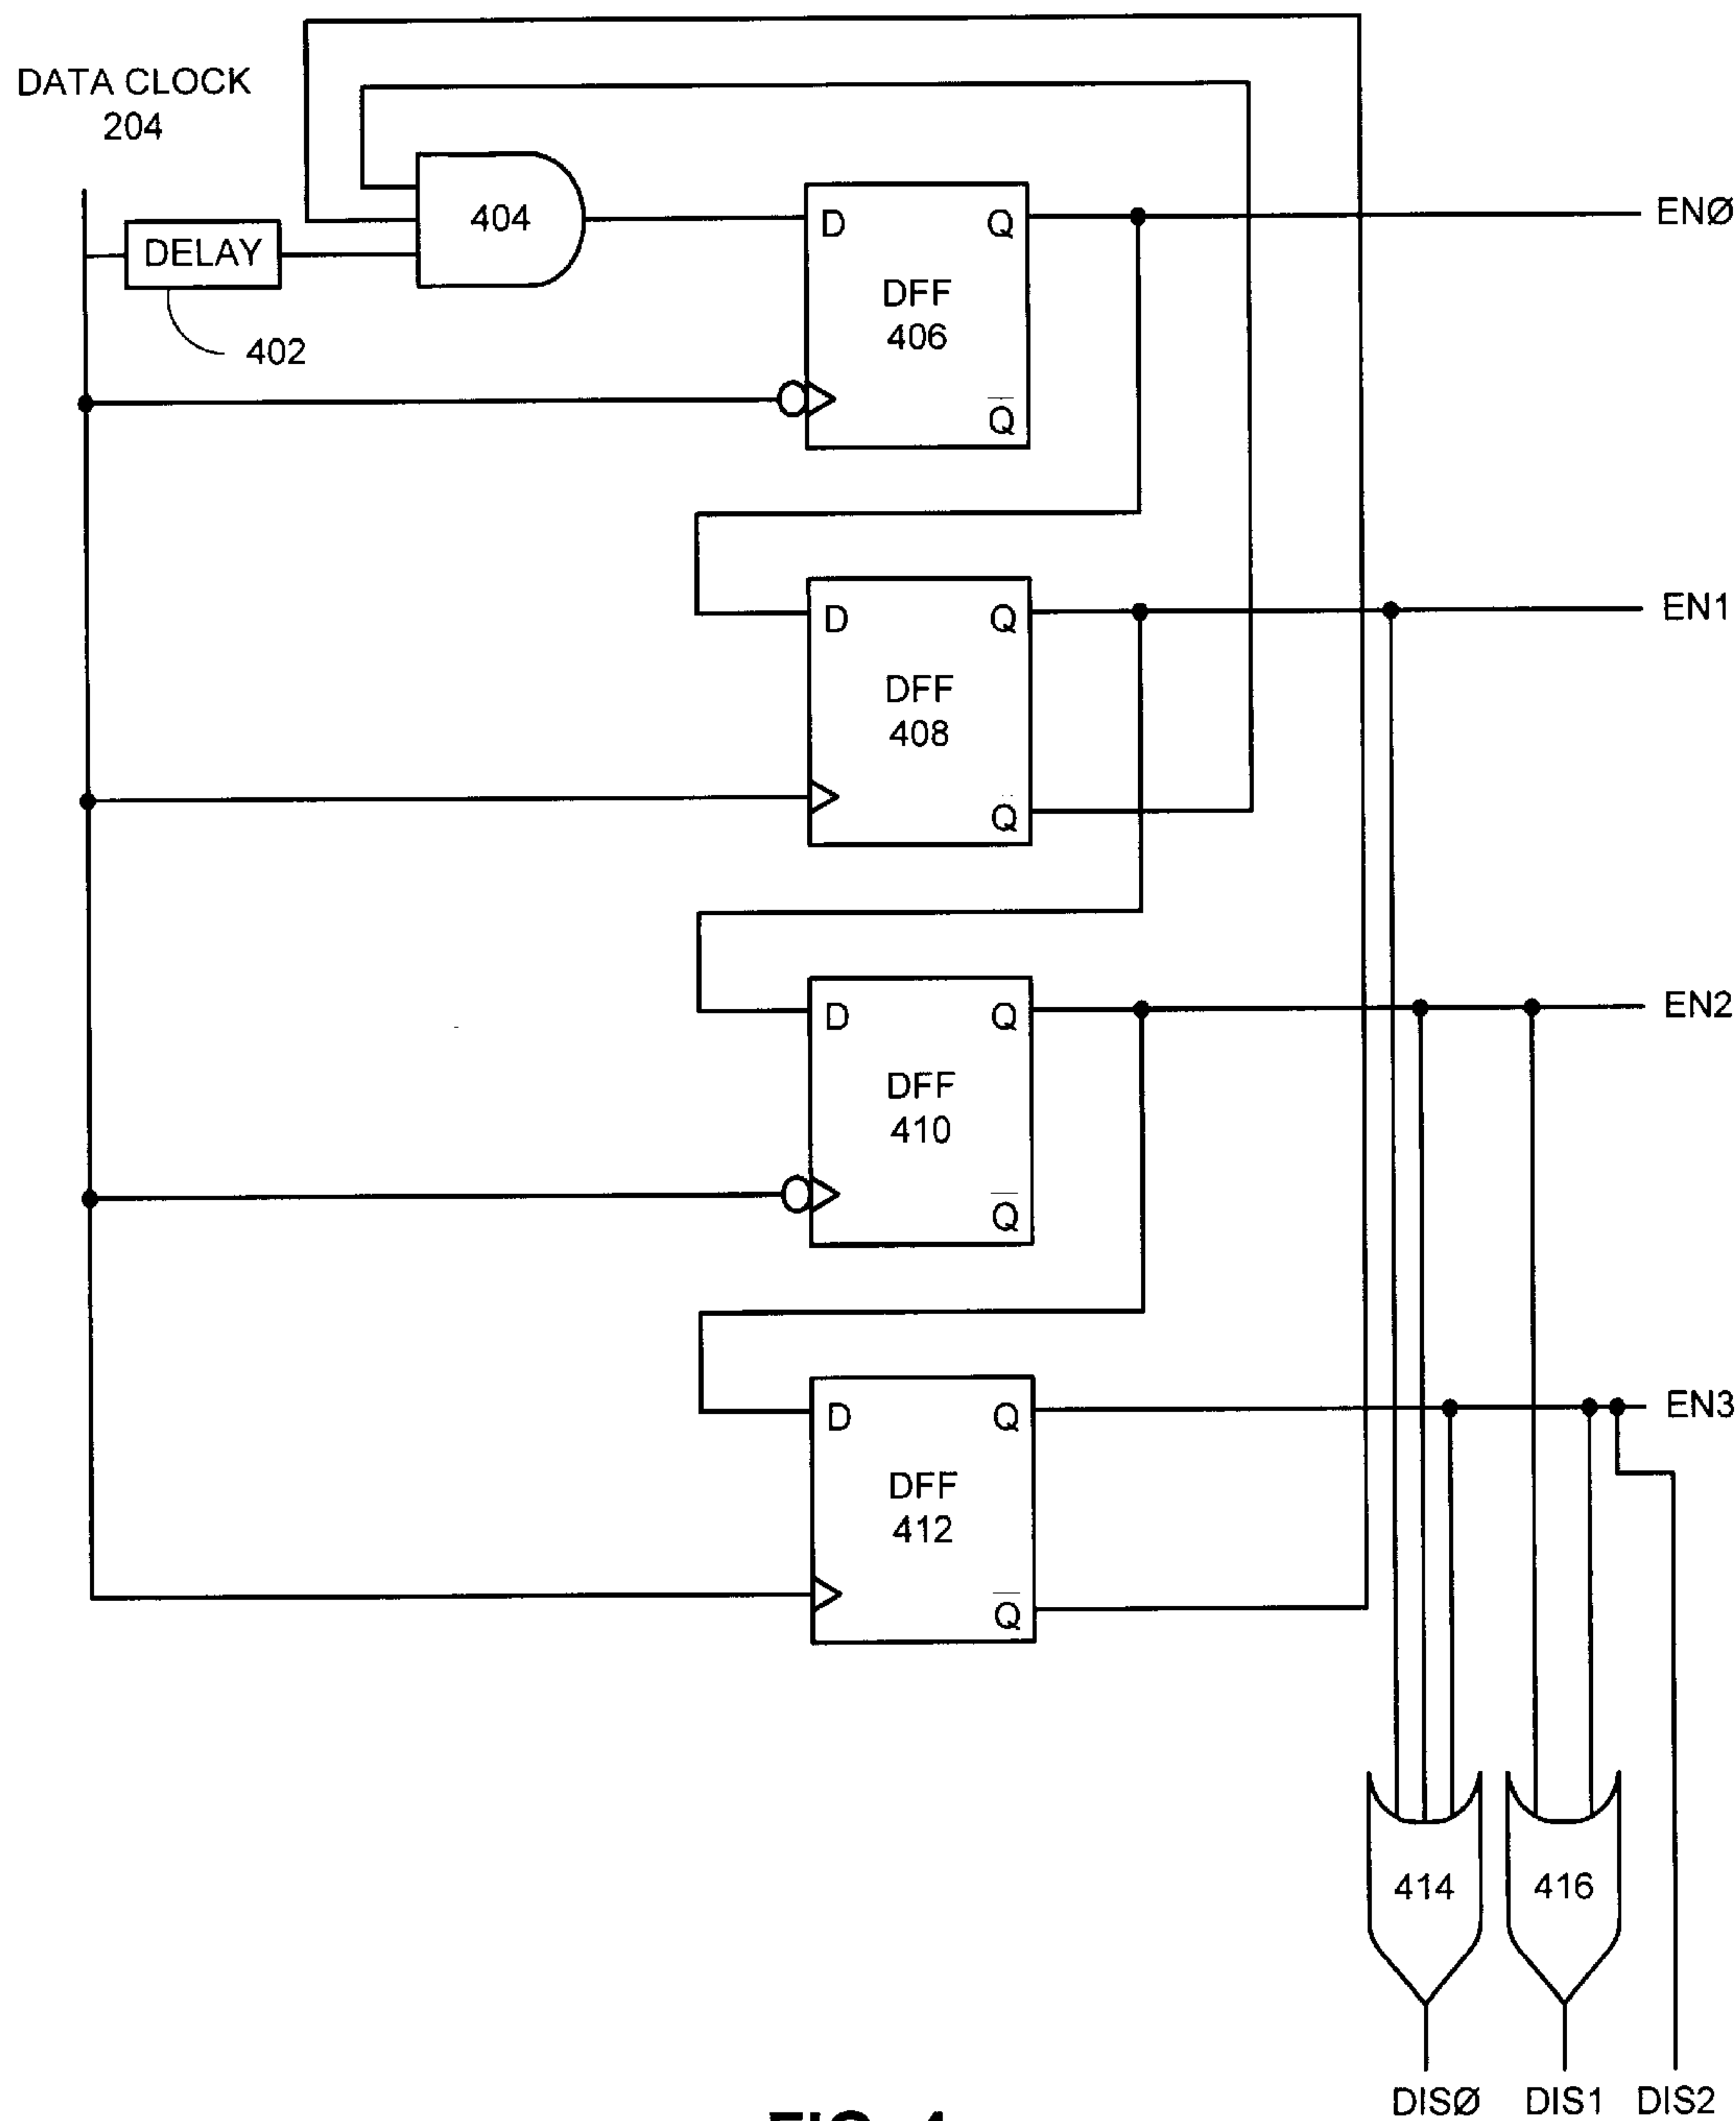 DATA CLOCK
204
DELAY
402
404
D Q
DFF
406
Q
ENØ
D Q
DFF
408
Q
EN1
D Q
DFF
410
Q
EN2
D Q
DFF
412
Q
EN3
414
416
DISØ DIS1 DIS2